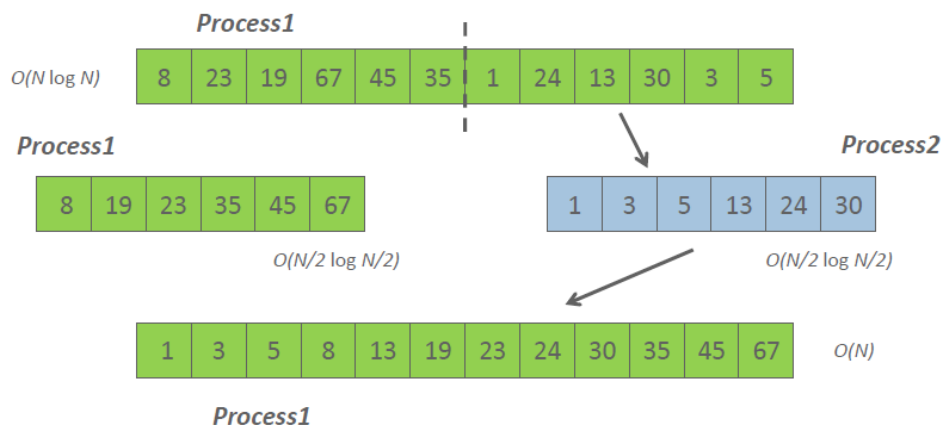 Process1
O(N log N) 8 23 19 67 45 35 1 24 13 30 3 5
Process1 Process2
8 19 23 35 45 67 1 3 5 13 24 30
O(N/2 log N/2) O(N/2 log N/2)
1 3 5 8 13 19 23 24 30 35 45 67 O(N)
Process1